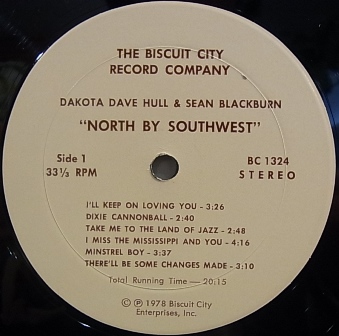 THE BISCUIT CITY
RECORD COMPANY
DAKOTA DAVE HULL & SEAN BLACKBURN
"NORTH BY SOUTHWEST"
Side 1
33⅓ RPM
BC 1324
STEREO
I'LL KEEP ON LOVING YOU - 3:26
DIXIE CANNONBALL - 2:40
TAKE ME TO THE LAND OF JAZZ - 2:48
I MISS THE MISSISSIPPI AND YOU - 4:16
MINSTREL BOY - 3:37
THERE'LL BE SOME CHANGES MADE - 3:10
Total Running Time — 20:15
© ℗ 1978 Biscuit City
Enterprises, Inc.